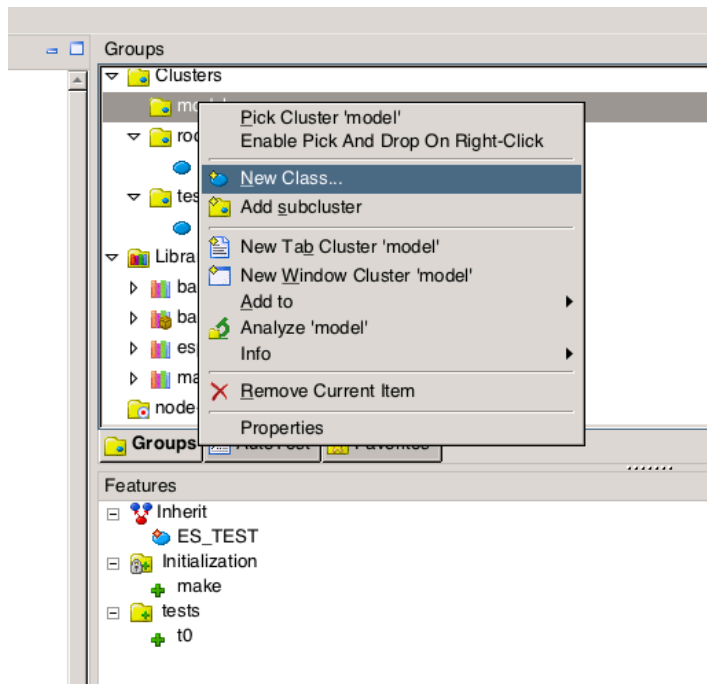 Groups
Clusters
Pick Cluster 'model'
Enable Pick And Drop On Right-Click
New Class...
Add subcluster
New Tab Cluster 'model'
New Window Cluster 'model'
Add to
Analyze 'model'
Info
Remove Current Item
Properties
Groups
Features
Inherit
ES_TEST
Initialization
make
tests
t0